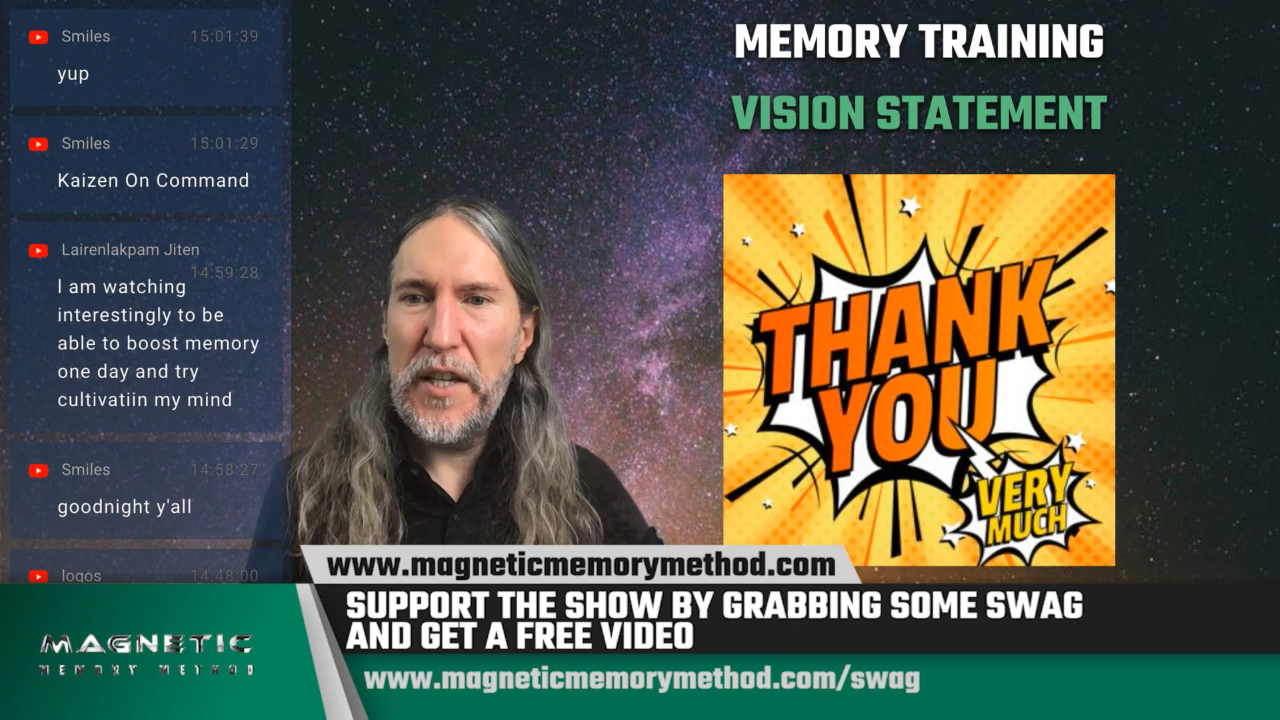 Smiles 15:01:39
yup
Smiles 15:01:29
Kaizen On Command
Lairenlakpam Jiten
14:59:28
I am watching
interestingly to be
able to boost memory
one day and try
cultivatiin my mind
Smiles 14:58:27
goodnight y'all
logos 14:48:00
MEMORY TRAINING
VISION STATEMENT
THANK
YOU
VERY
MUCH
www.magneticmemorymethod.com
SUPPORT THE SHOW BY GRABBING SOME SWAG
AND GET A FREE VIDEO
www.magneticmemorymethod.com/swag
MAGNETIC
MEMORY METHOD